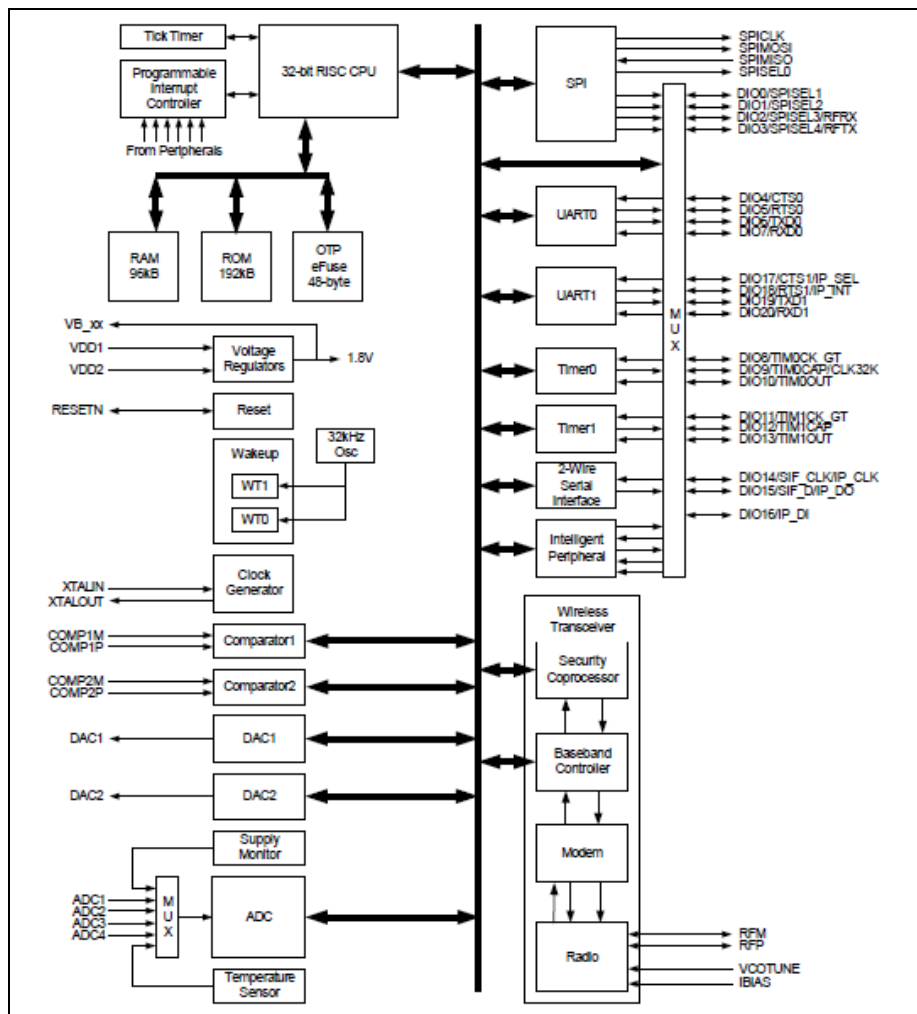 Tick Timer
32-bit RISC CPU
Programmable
Interrupt
Controller
From Peripherals
RAM
96kB
ROM
192kB
OTP
eFuse
48-byte
VB_xx
VDD1
VDD2
Voltage
Regulators
1.8V
RESETN
Reset
Wakeup
WT1
WT0
32kHz
Osc
XTALIN
XTALOUT
Clock
Generator
COMP1M
COMP1P
Comparator1
COMP2M
COMP2P
Comparator2
DAC1
DAC1
DAC2
DAC2
Supply
Monitor
ADC1
ADC2
ADC3
ADC4
MUX
ADC
Temperature
Sensor
SPI
SPICLK
SPIMOSI
SPIMISO
SPISEL0
DIO0/SPISEL1
DIO1/SPISEL2
DIO2/SPISEL3/RFRX
DIO3/SPISEL4/RFTX
UART0
DIO4/CTS0
DIO5/RTS0
DIO6/TXD0
DIO7/RXD0
UART1
DIO17/CTS1/IP_SEL
DIO18/RTS1/IP_INT
DIO19/TXD1
DIO20/RXD1
MUX
Timer0
DIO8/TIM0CK_GT
DIO9/TIM0CAP/CLK32K
DIO10/TIM0OUT
Timer1
DIO11/TIM1CK_GT
DIO12/TIM1CAP
DIO13/TIM1OUT
2-Wire
Serial
Interface
DIO14/SIF_CLK/IP_CLK
DIO15/SIF_D/IP_DO
DIO16/IP_DI
Intelligent
Peripheral
Wireless
Transceiver
Security
Coprocessor
Baseband
Controller
Modem
Radio
RFM
RFP
VCOTUNE
IBIAS